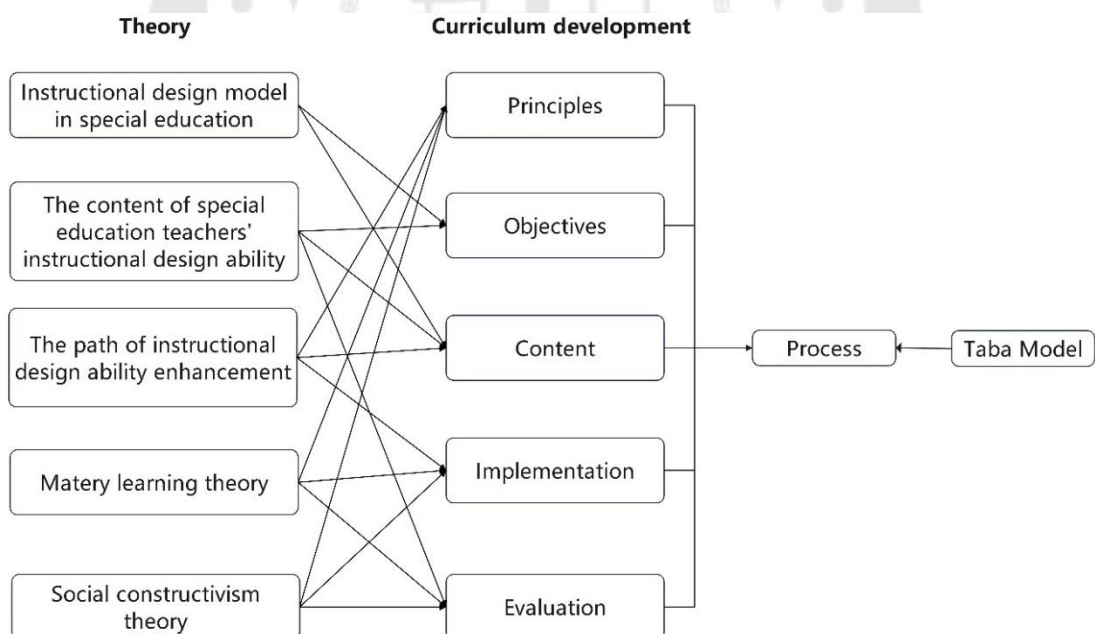 Theory
Curriculum development
Instructional design model
in special education
Principles
The content of special
education teachers'
instructional design ability
Objectives
The path of instructional
design ability enhancement
Content
Process
Taba Model
Matery learning theory
Implementation
Social constructivism
theory
Evaluation